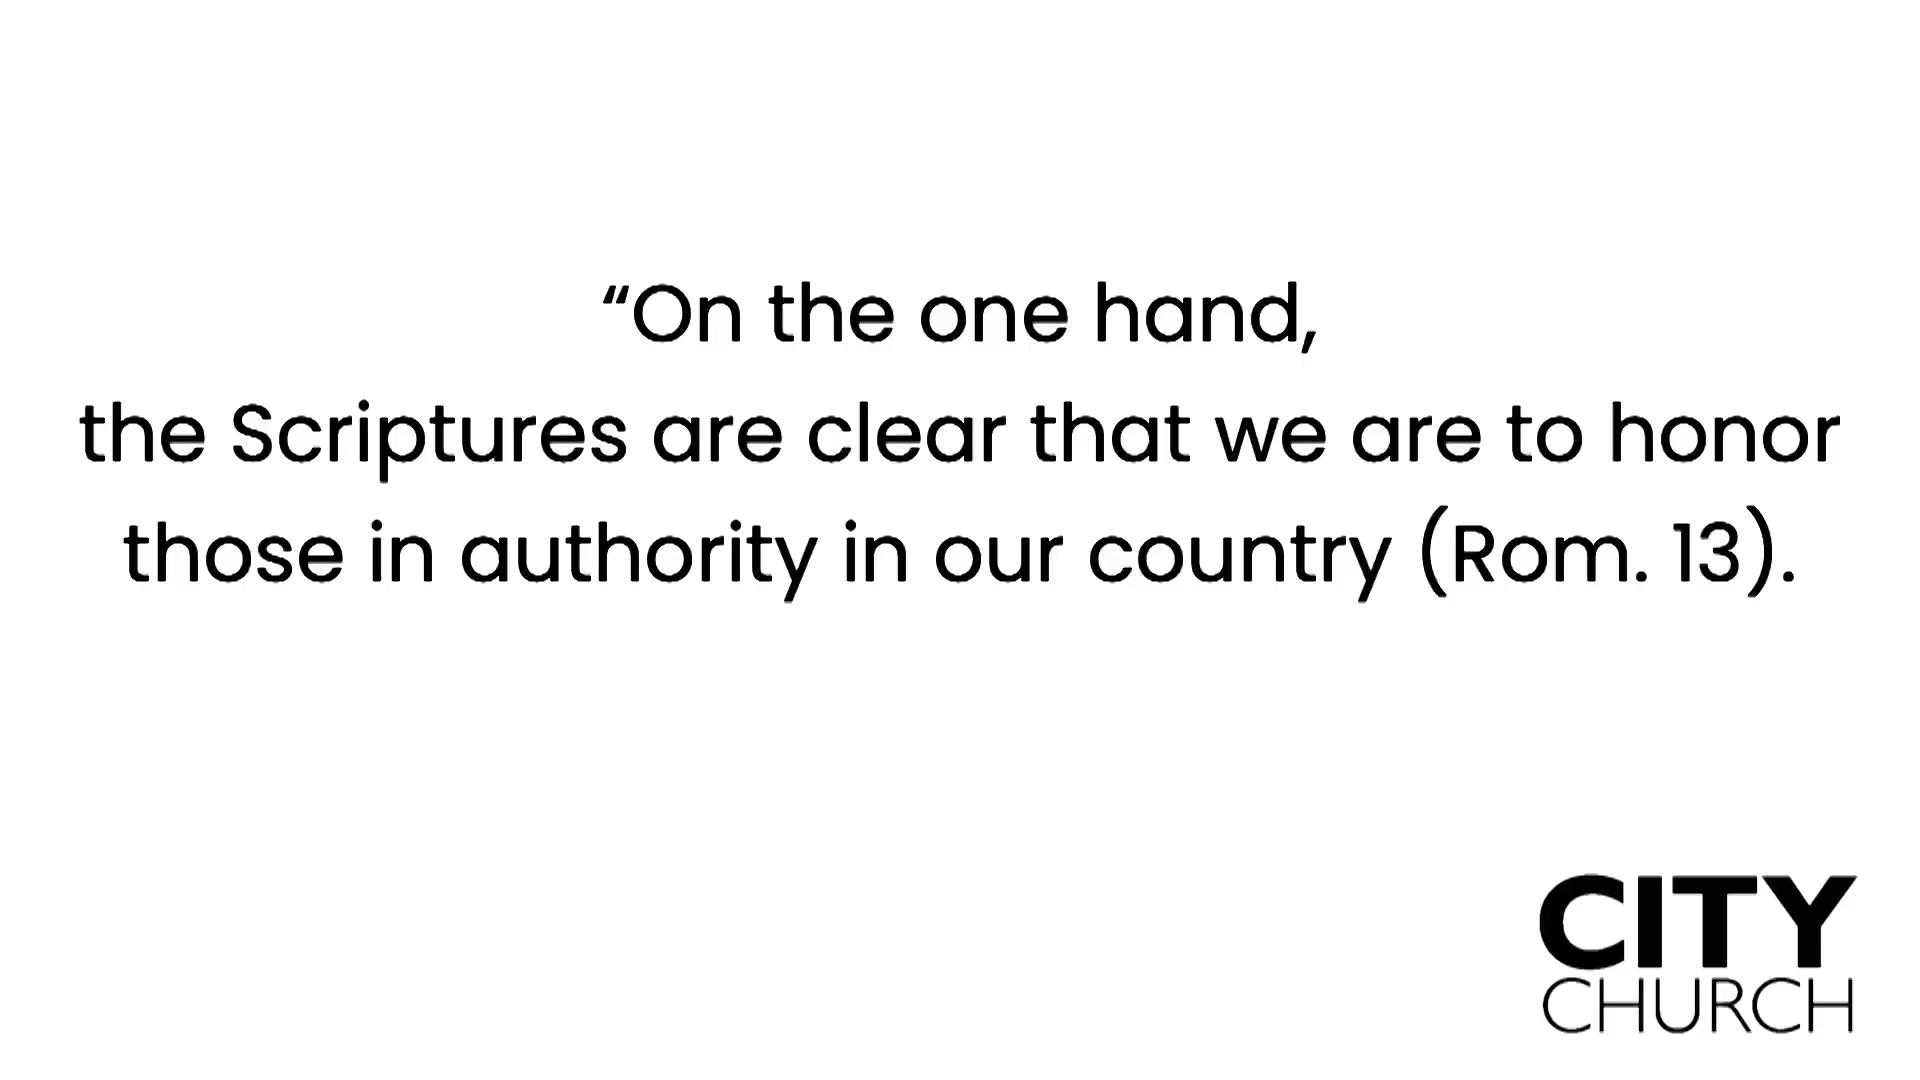 “On the one hand,
the Scriptures are clear that we are to honor
those in authority in our country (Rom. 13).
CITY
CHURCH